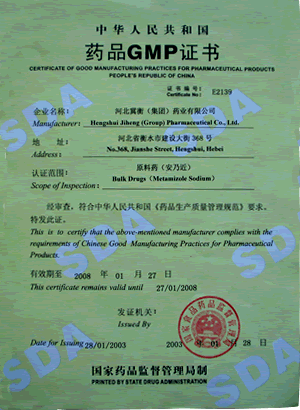 中华人民共和国
药品GMP证书
CERTIFICATE OF GOOD MANUFACTURING PRACTICES FOR PHARMACEUTICAL PRODUCTS
PEOPLE'S REPUBLIC OF CHINA
证书编号:
Certificate No.: E2139
企业名称: 河北冀衡(集团)药业有限公司
Manufacturer: Hengshui Jiheng (Group) Pharmaceutical Co., Ltd.
地 址: 河北省衡水市建设大街 368 号
Address: No.368, Jianshe Street, Hengshui, Hebei
认证范围: 原料药(安乃近)
Scope of Inspection: Bulk Drugs (Metamizole Sodium)
经审查,符合中华人民共和国《药品生产质量管理规范》要求。
特发此证。
This is to certify that the above-mentioned manufacturer complies with the
requirements of Chinese Good Manufacturing Practices for Pharmaceutical
Products.
有效期至 2008 年 01 月 27 日
This certificate remains valid until 27/01/2008
发证机关:
Issued By
Date for Issuing 28/01/2003 2003 01 28 日
国家药品监督管理局制
PRINTED BY STATE DRUG ADMINISTRATION
SDA
SDA
SDA
SDA
SDA